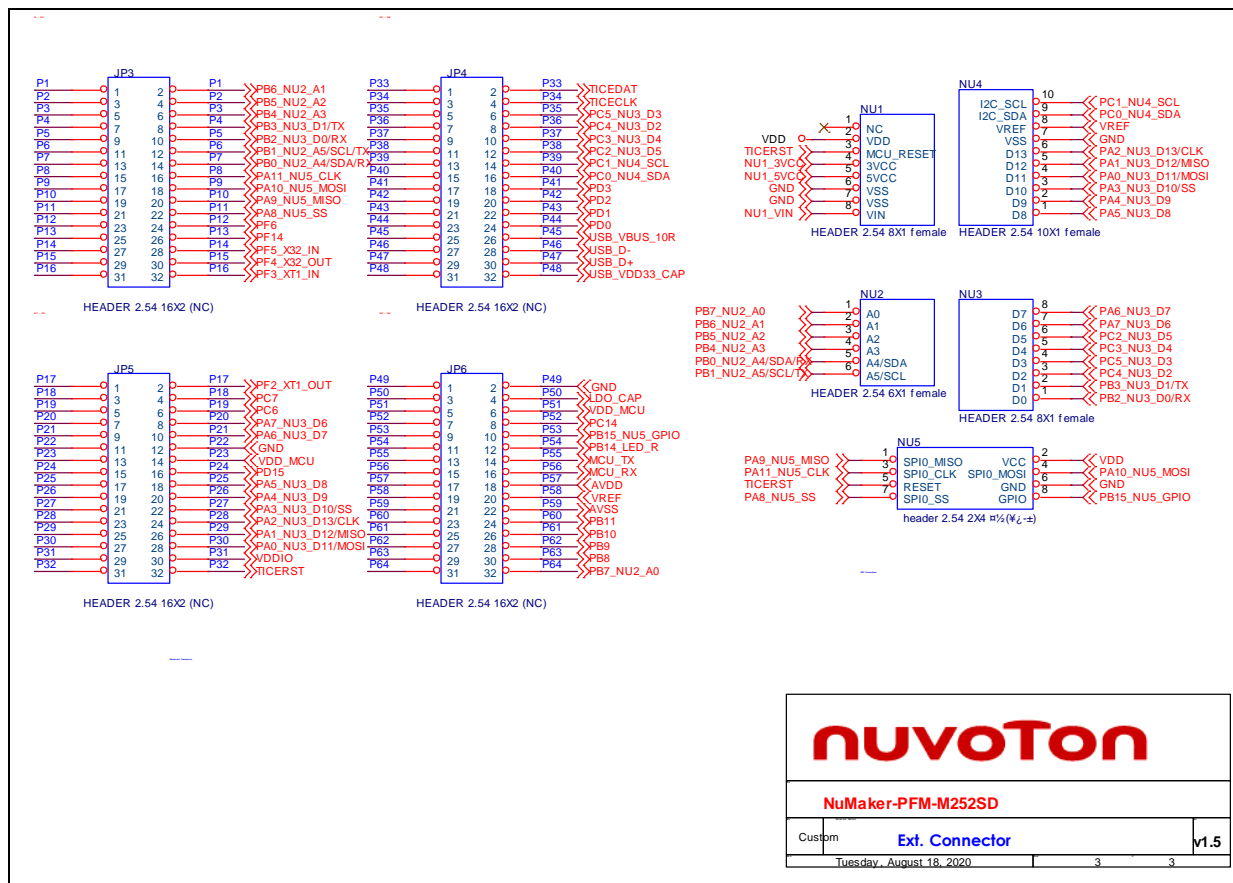 JP3
P1 1 2 P1 PB6_NU2_A1
P2 3 4 P2 PB5_NU2_A2
P3 5 6 P3 PB4_NU2_A3
P4 7 8 P4 PB3_NU3_D1/TX
P5 9 10 P5 PB2_NU3_D0/RX
P6 11 12 P6 PB1_NU2_A5/SCL/TX
P7 13 14 P7 PB0_NU2_A4/SDA/RX
P8 15 16 P8 PA11_NU5_CLK
P9 17 18 P9 PA10_NU5_MOSI
P10 19 20 P10 PA9_NU5_MISO
P11 21 22 P11 PA8_NU5_SS
P12 23 24 P12 PF6
P13 25 26 P13 PF14
P14 27 28 P14 PF5_X32_IN
P15 29 30 P15 PF4_X32_OUT
P16 31 32 P16 PF3_XT1_IN
HEADER 2.54 16X2 (NC)
JP4
P33 1 2 P33 TICEDAT
P34 3 4 P34 TICECLK
P35 5 6 P35 PC5_NU3_D3
P36 7 8 P36 PC4_NU3_D2
P37 9 10 P37 PC3_NU3_D4
P38 11 12 P38 PC2_NU3_D5
P39 13 14 P39 PC1_NU4_SCL
P40 15 16 P40 PC0_NU4_SDA
P41 17 18 P41 PD3
P42 19 20 P42 PD2
P43 21 22 P43 PD1
P44 23 24 P44 PD0
P45 25 26 P45 USB_VBUS_10R
P46 27 28 P46 USB_D-
P47 29 30 P47 USB_D+
P48 31 32 P48 USB_VDD33_CAP
HEADER 2.54 16X2 (NC)
NU1
1 NC
VDD 2 VDD
TICERST 3 MCU_RESET
NU1_3VCC 4 3VCC
NU1_5VCC 5 5VCC
GND 6 VSS
GND 7 VSS
NU1_VIN 8 VIN
HEADER 2.54 8X1 female
NU4
I2C_SCL 10 PC1_NU4_SCL
I2C_SDA 9 PC0_NU4_SDA
VREF 8 VREF
VSS 7 GND
D13 6 PA2_NU3_D13/CLK
D12 5 PA1_NU3_D12/MISO
D11 4 PA0_NU3_D11/MOSI
D10 3 PA3_NU3_D10/SS
D9 2 PA4_NU3_D9
D8 1 PA5_NU3_D8
HEADER 2.54 10X1 female
JP5
P17 1 2 P17 PF2_XT1_OUT
P18 3 4 P18 PC7
P19 5 6 P19 PC6
P20 7 8 P20 PA7_NU3_D6
P21 9 10 P21 PA6_NU3_D7
P22 11 12 P22 GND
P23 13 14 P23 VDD_MCU
P24 15 16 P24 PD15
P25 17 18 P25 PA5_NU3_D8
P26 19 20 P26 PA4_NU3_D9
P27 21 22 P27 PA3_NU3_D10/SS
P28 23 24 P28 PA2_NU3_D13/CLK
P29 25 26 P29 PA1_NU3_D12/MISO
P30 27 28 P30 PA0_NU3_D11/MOSI
P31 29 30 P31 VDDIO
P32 31 32 P32 TICERST
HEADER 2.54 16X2 (NC)
JP6
P49 1 2 P49 GND
P50 3 4 P50 LDO_CAP
P51 5 6 P51 VDD_MCU
P52 7 8 P52 PC14
P53 9 10 P53 PB15_NU5_GPIO
P54 11 12 P54 PB14_LED_R
P55 13 14 P55 MCU_TX
P56 15 16 P56 MCU_RX
P57 17 18 P57 AVDD
P58 19 20 P58 VREF
P59 21 22 P59 AVSS
P60 23 24 P60 PB11
P61 25 26 P61 PB10
P62 27 28 P62 PB9
P63 29 30 P63 PB8
P64 31 32 P64 PB7_NU2_A0
HEADER 2.54 16X2 (NC)
NU2
PB7_NU2_A0 1 A0
PB6_NU2_A1 2 A1
PB5_NU2_A2 3 A2
PB4_NU2_A3 4 A3
PB0_NU2_A4/SDA/RX 5 A4/SDA
PB1_NU2_A5/SCL/TX 6 A5/SCL
HEADER 2.54 6X1 female
NU3
D7 8 PA6_NU3_D7
D6 7 PA7_NU3_D6
D5 6 PC2_NU3_D5
D4 5 PC3_NU3_D4
D3 4 PC5_NU3_D3
D2 3 PC4_NU3_D2
D1 2 PB3_NU3_D1/TX
D0 1 PB2_NU3_D0/RX
HEADER 2.54 8X1 female
NU5
PA9_NU5_MISO 1 SPI0_MISO VCC 2 VDD
PA11_NU5_CLK 3 SPI0_CLK SPI0_MOSI 4 PA10_NU5_MOSI
TICERST 5 RESET GND 6 GND
PA8_NU5_SS 7 SPI0_SS GPIO 8 PB15_NU5_GPIO
header 2.54 2X4 ¤½(¥¿-±)
nuvoTon
NuMaker-PFM-M252SD
Custom
Ext. Connector
v1.5
Tuesday, August 18, 2020 3 3